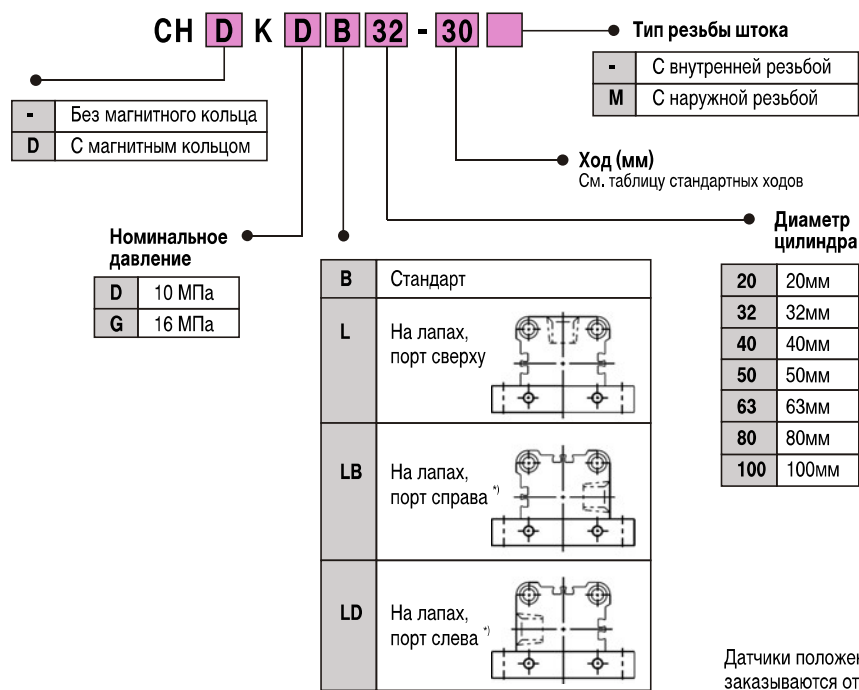 CH D K D B 32 - 30
Тип резьбы штока
- С внутренней резьбой
M С наружной резьбой
- Без магнитного кольца
D С магнитным кольцом
Ход (мм)
См. таблицу стандартных ходов
Номинальное
давление
D 10 МПа
G 16 МПа
B Стандарт
L На лапах,
порт сверху
LB На лапах,
порт справа *)
LD На лапах,
порт слева *)
Диаметр
цилиндра
20 20мм
32 32мм
40 40мм
50 50мм
63 63мм
80 80мм
100 100мм
Датчики
заказываются